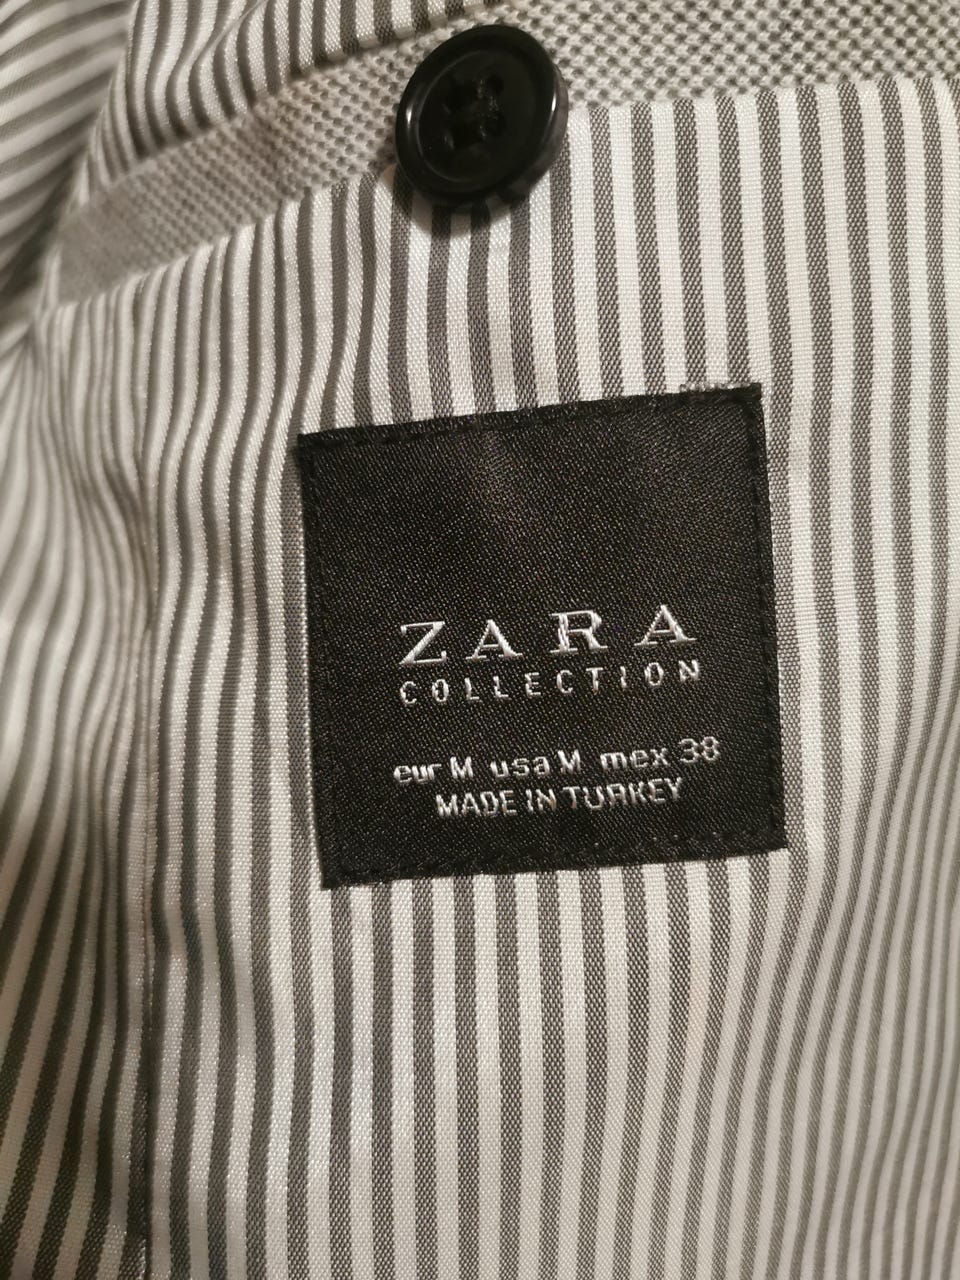 ZARA
COLLECTION
eur M usa M mex 38
MADE IN TURKEY